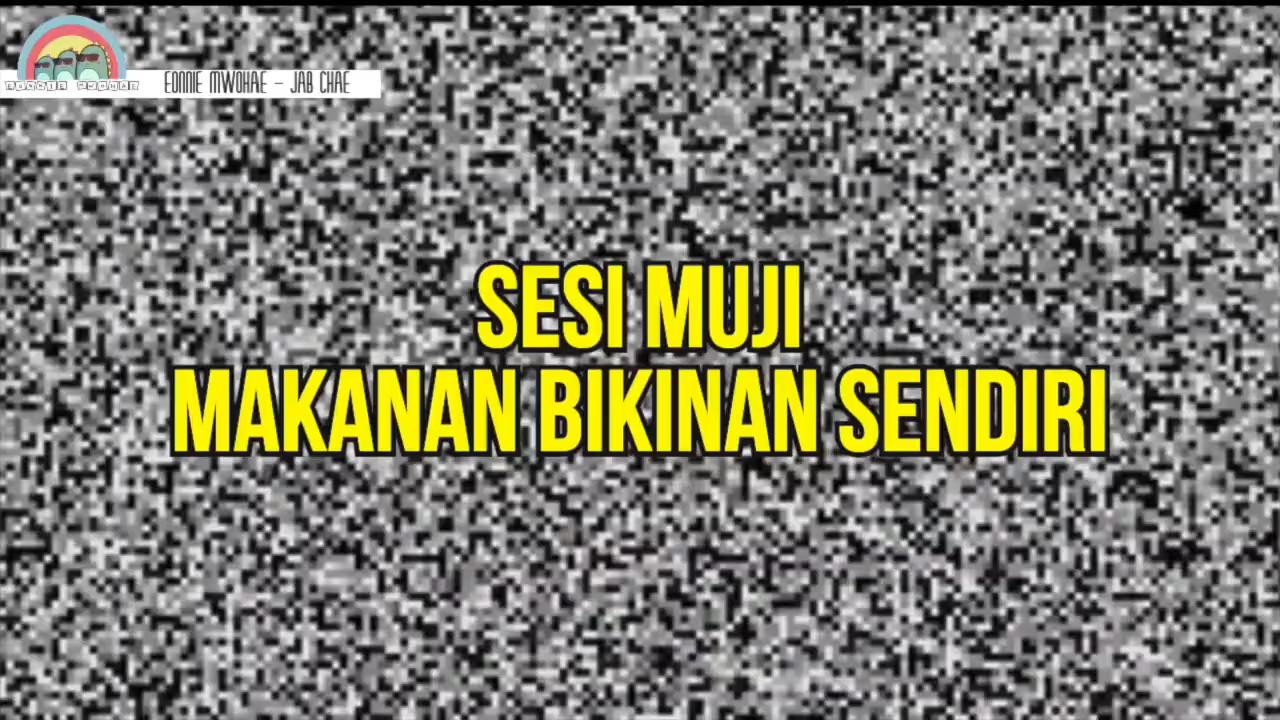 EONNIE MWOHAE - JAB CHAE
SESI MUJI
MAKANAN BIKINAN SENDIRI